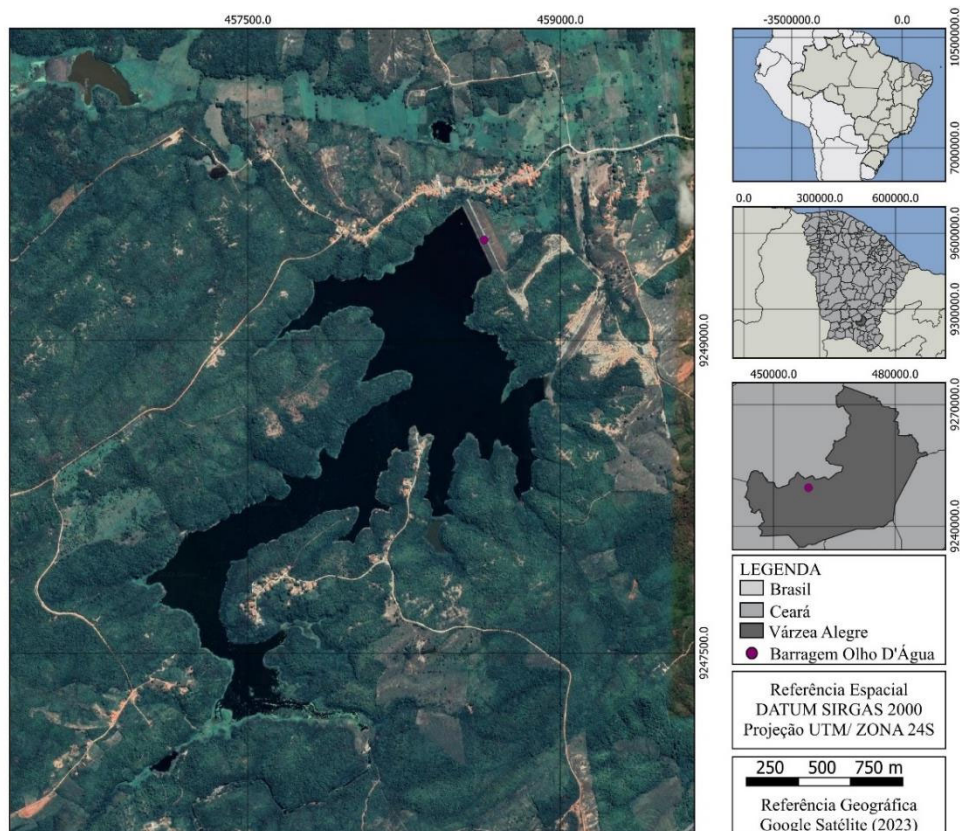 457500.0 459000.0
9249000.0
9247500.0
-3500000.0 0.0
10500000.0
7000000.0
0.0 300000.0 600000.0
9600000.0
9300000.0
450000.0 480000.0
9270000.0
9240000.0
LEGENDA
Brasil
Ceará
Várzea Alegre
Barragem Olho D'Água
Referência Espacial
DATUM SIRGAS 2000
Projeção UTM/ ZONA 24S
250 500 750 m
Referência Geográfica
Google Satélite (2023)